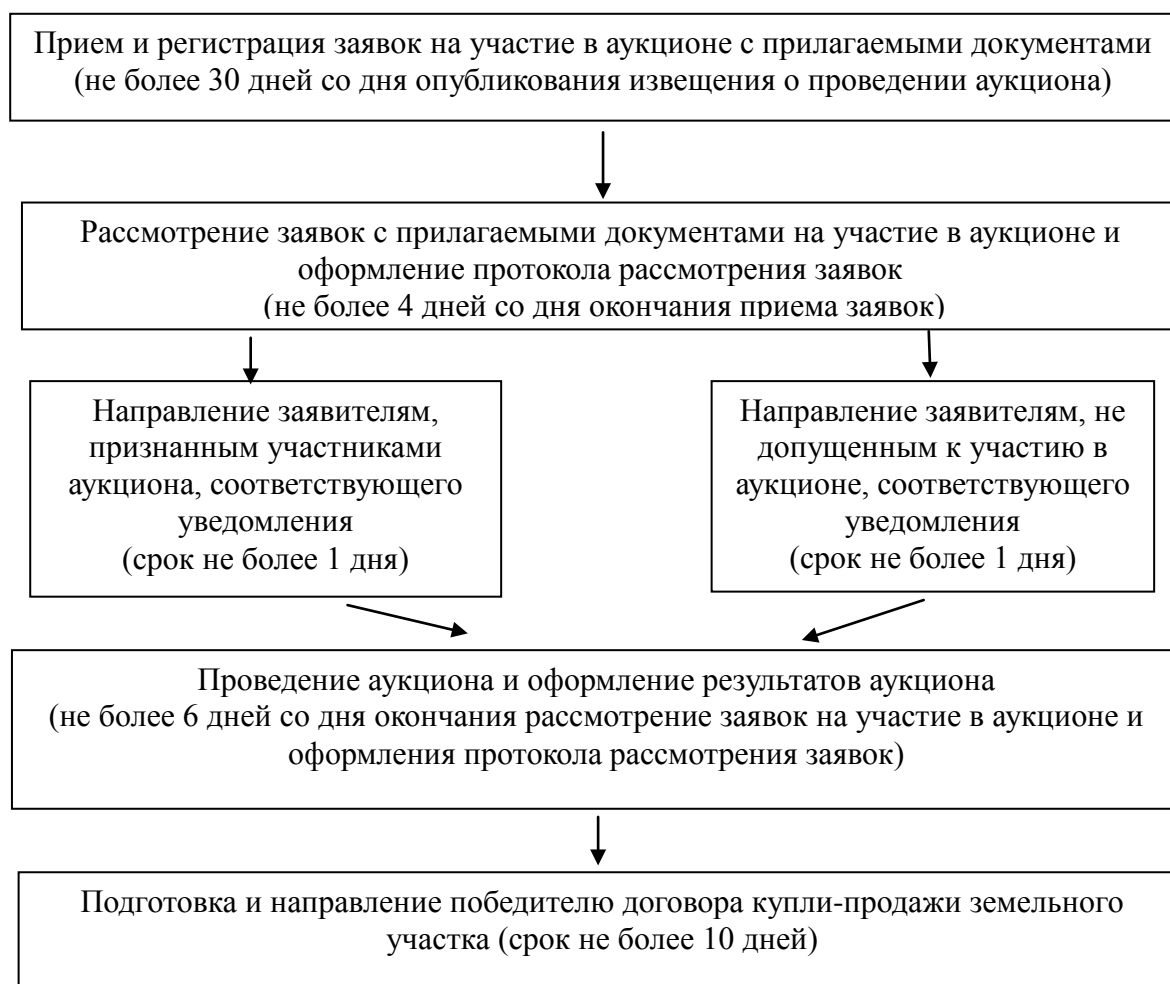 Прием и регистрация заявок на участие в аукционе с прилагаемыми документами
(не более 30 дней со дня опубликования извещения о проведении аукциона)
Рассмотрение заявок с прилагаемыми документами на участие в аукционе и
оформление протокола рассмотрения заявок
(не более 4 дней со дня окончания приема заявок)
Направление заявителям,
признанным участниками
аукциона, соответствующего
уведомления
(срок не более 1 дня)
Направление заявителям, не
допущенным к участию в
аукционе, соответствующего
уведомления
(срок не более 1 дня)
Проведение аукциона и оформление результатов аукциона
(не более 6 дней со дня окончания рассмотрение заявок на участие в аукционе и
оформления протокола рассмотрения заявок)
Подготовка и направление победителю договора купли-продажи земельного
участка (срок не более 10 дней)